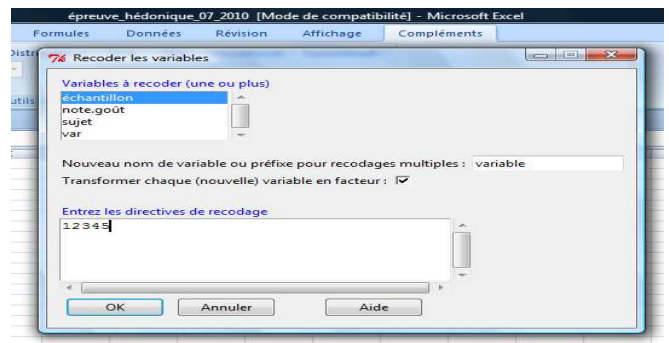 épreuve_hédonique_07_2010 [Mode de compatibilité] - Microsoft Excel
Formules Données Révision Affichage Compléments
Distri
Recoder les variables
utils
Variables à recoder (une ou plus)
échantillon
note.goût
sujet
var
Nouveau nom de variable ou préfixe pour recodages multiples : variable
Transformer chaque (nouvelle) variable en facteur :
Entrez les directives de recodage
12345
OK Annuler Aide